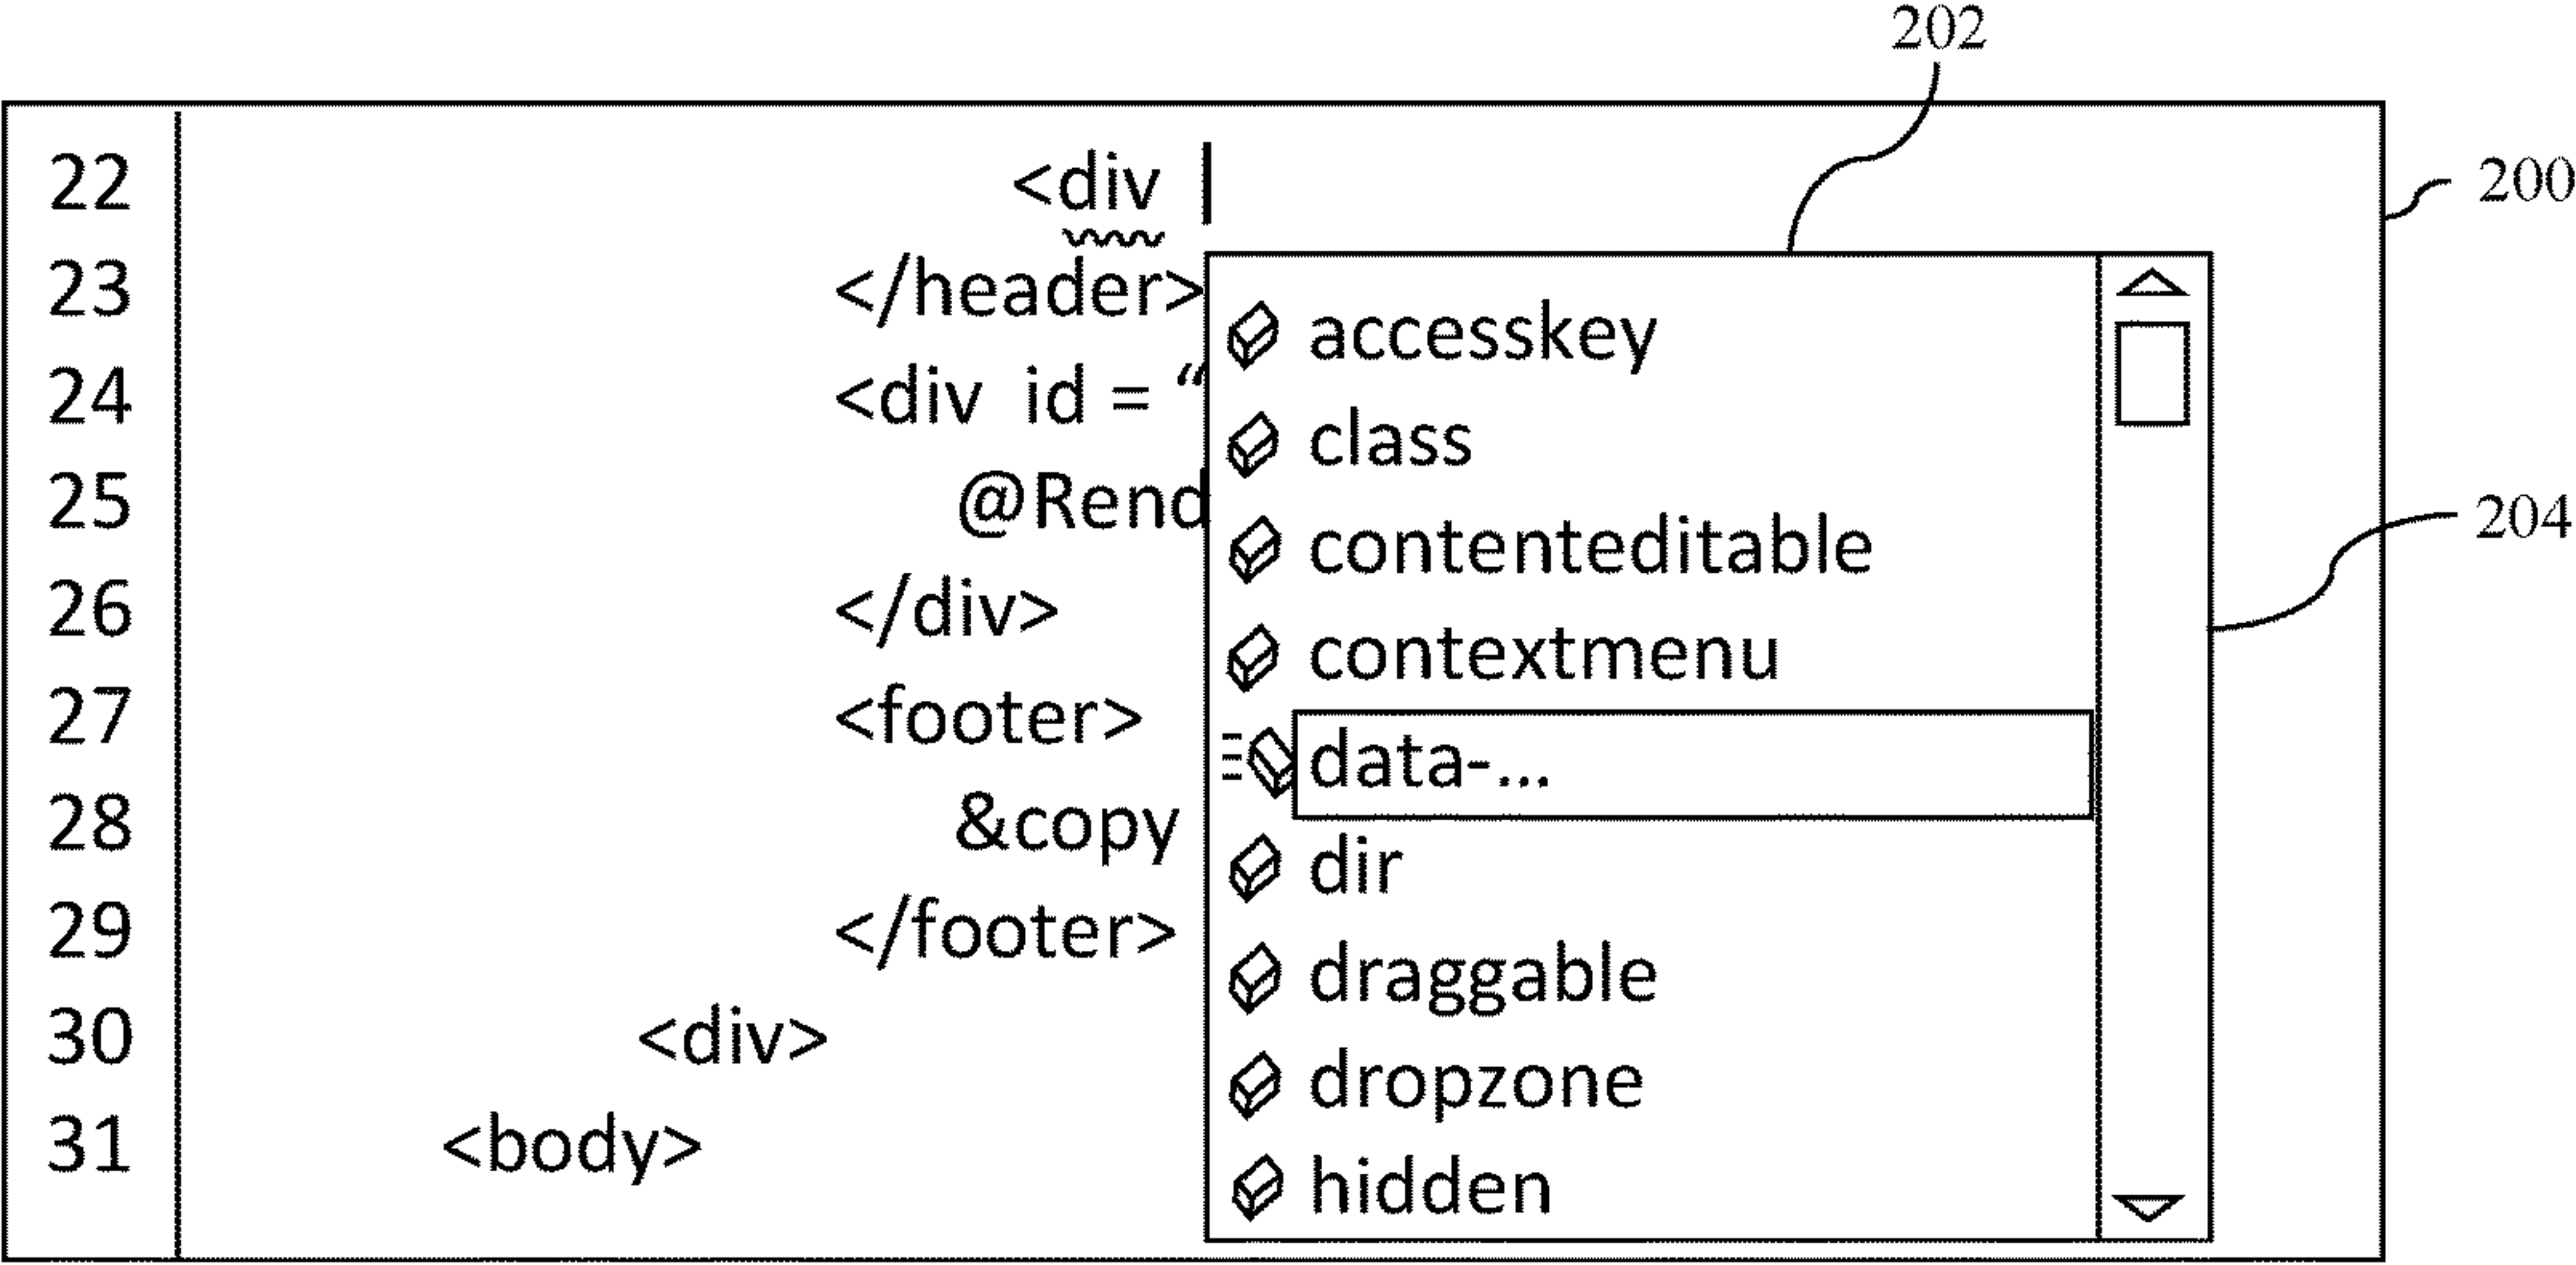 202
200
22 <div |
23 </header>
24 <div id = “
25 @Rend
26 </div>
27 <footer>
28 &copy
29 </footer>
30 <div>
31 <body>
accesskey
class
contenteditable
contextmenu
data-...
dir
draggable
dropzone
hidden
204